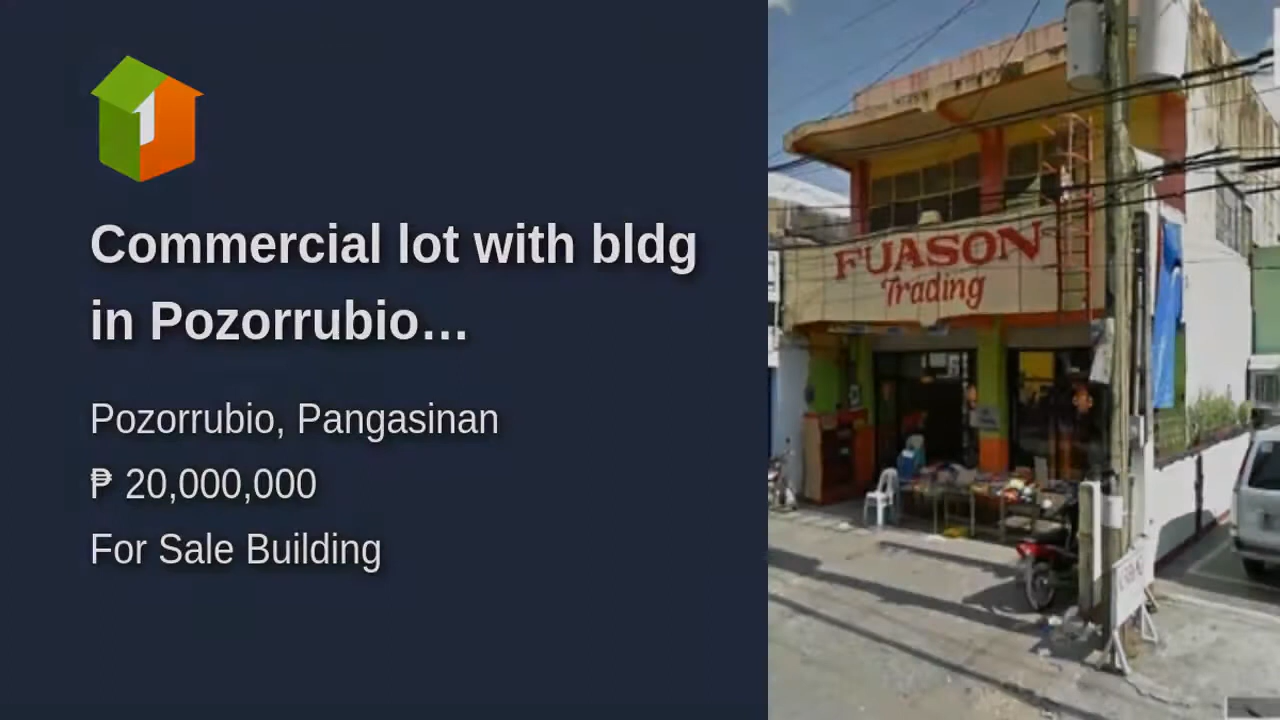 Commercial lot with bldg
in Pozorrubio…
Pozorrubio, Pangasinan
₱ 20,000,000
For Sale Building
FUASON
Trading